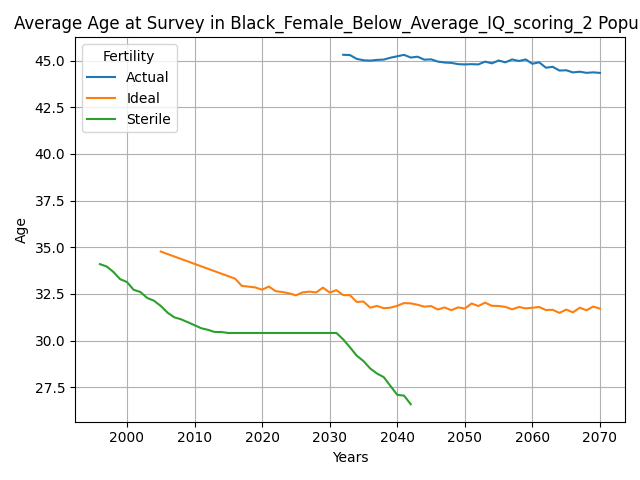 Average Age at Survey in Black_Female_Below_Average_IQ_scoring_2 Popu
Fertility
Actual
Ideal
Sterile
45.0
42.5
40.0
37.5
35.0
32.5
30.0
27.5
Age
2000 2010 2020 2030 2040 2050 2060 2070
Years